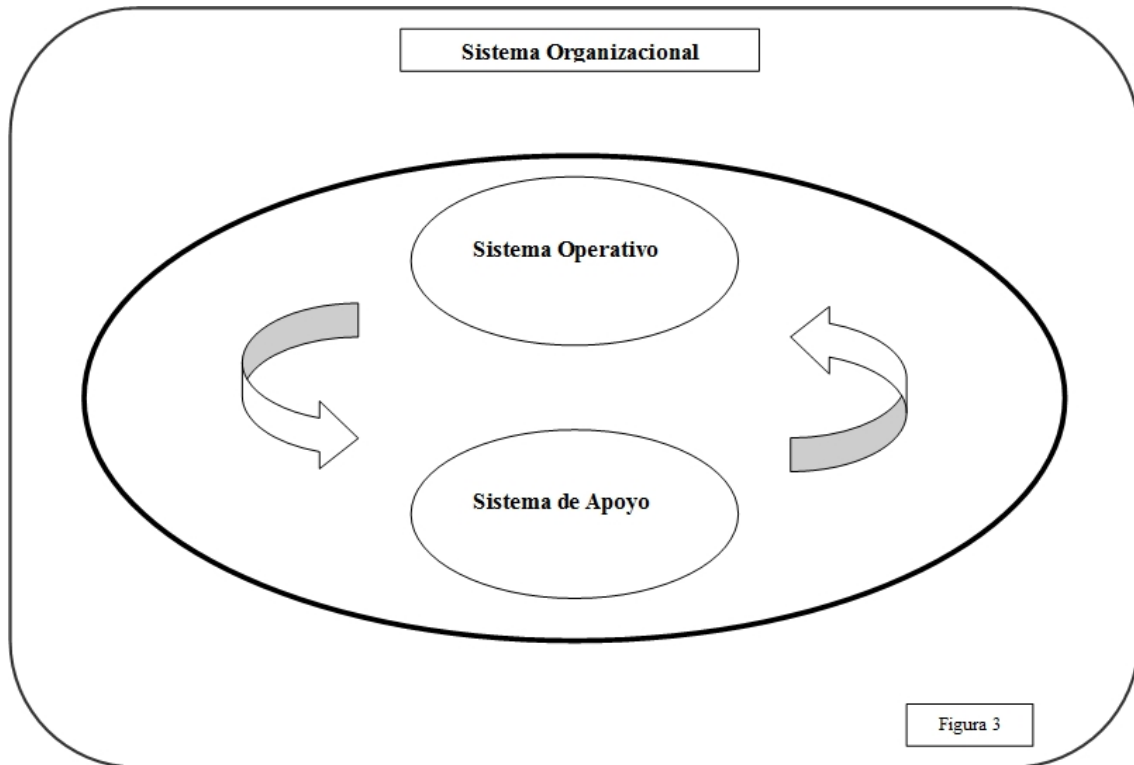 Sistema Organizacional
Sistema Operativo
Sistema de Apoyo
Figura 3